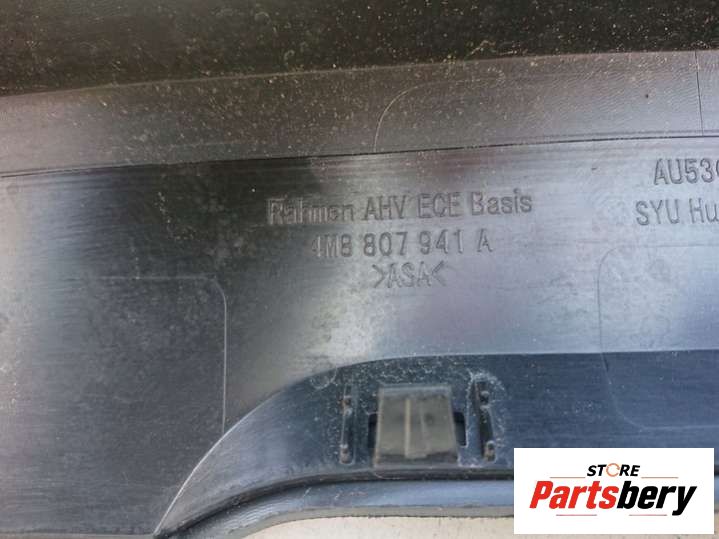 Rahmen AHV ECE Basis
4M8 807 941 A
>ASA<
AU53
SYU Hu
STORE
Partsbery